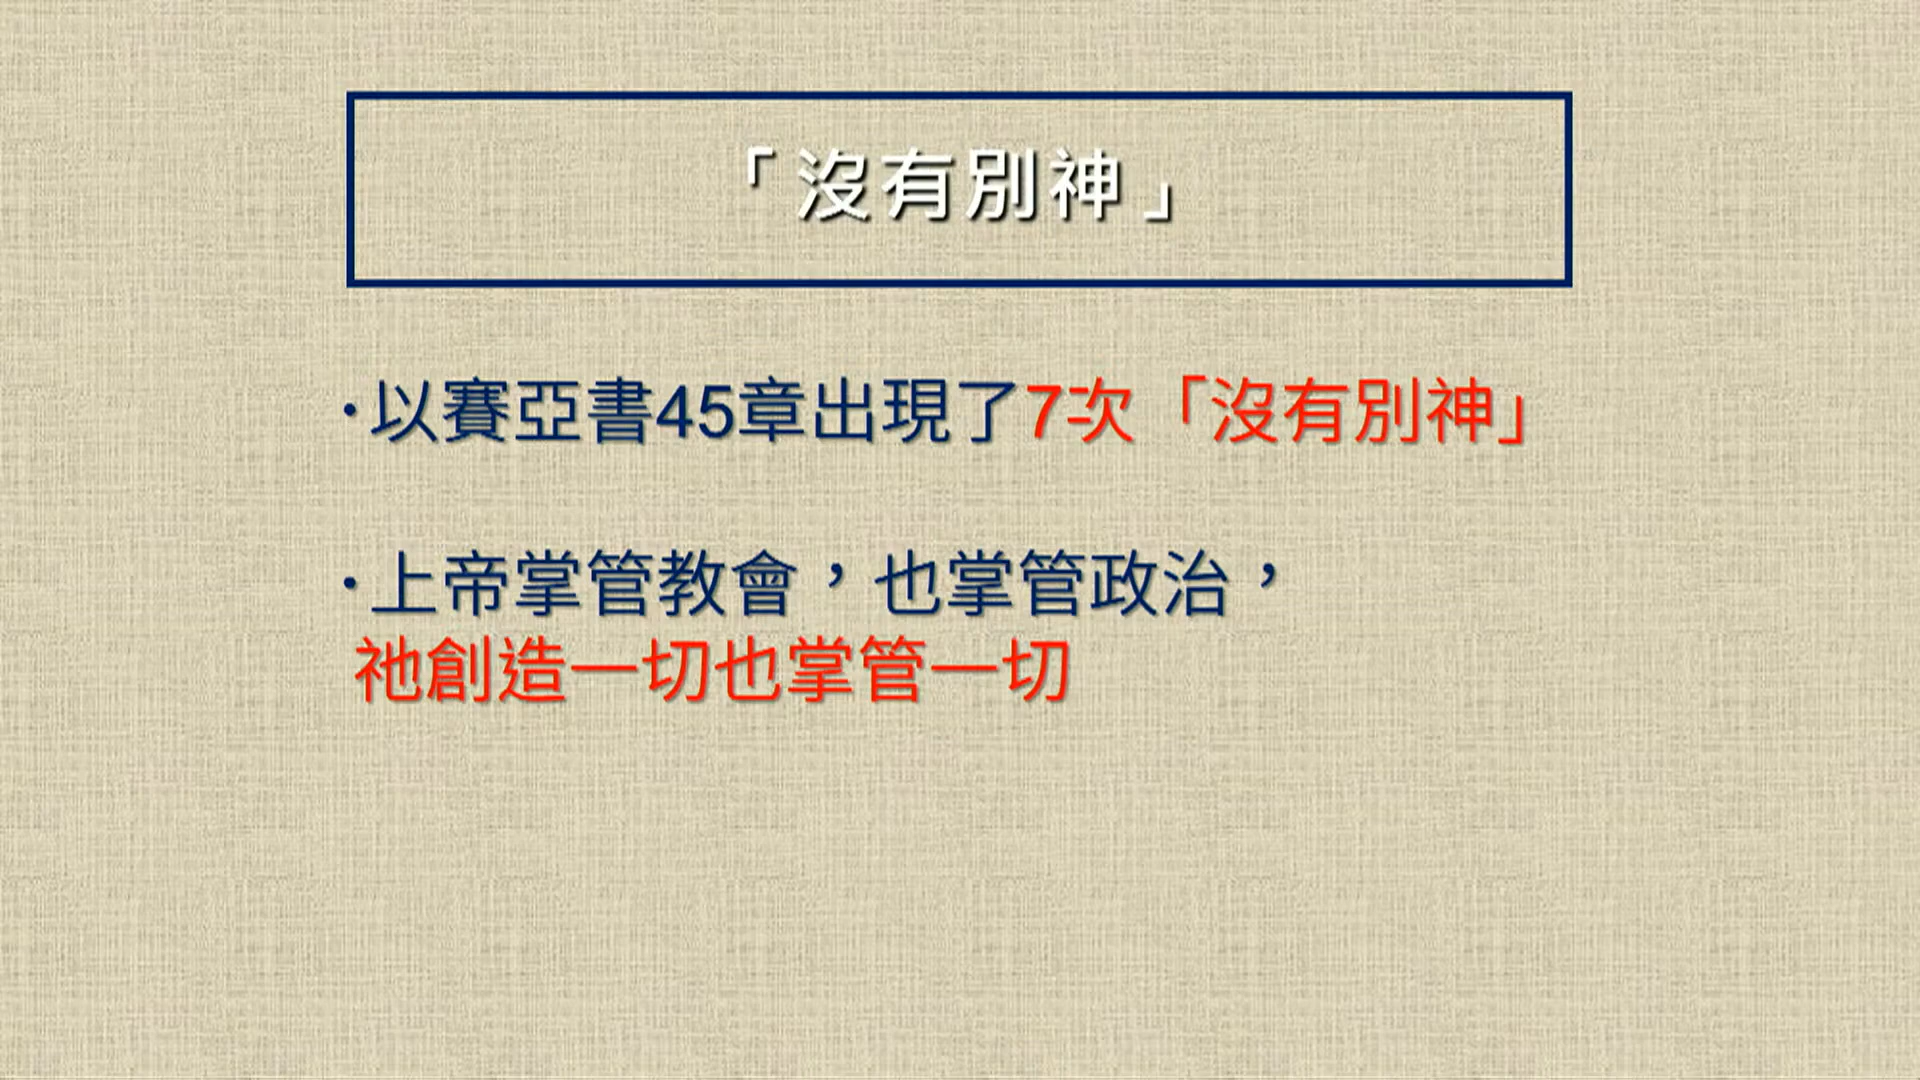 「沒有別神」
·以賽亞書45章出現了7次「沒有別神」
·上帝掌管教會，也掌管政治，
祂創造一切也掌管一切